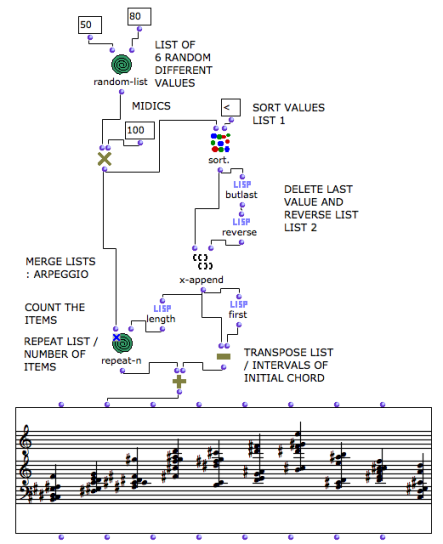 50
80
LIST OF
6 RANDOM
DIFFERENT
VALUES
random-list
MIDICS
100
<
SORT VALUES
LIST 1
sort.
LISP
butlast
LISP
reverse
DELETE LAST
VALUE AND
REVERSE LIST
LIST 2
MERGE LISTS
: ARPEGGIO
x-append
COUNT THE
ITEMS
LISP
length
LISP
first
REPEAT LIST /
NUMBER OF
ITEMS
repeat-n
TRANSPOSE LIST
/ INTERVALS OF
INITIAL CHORD